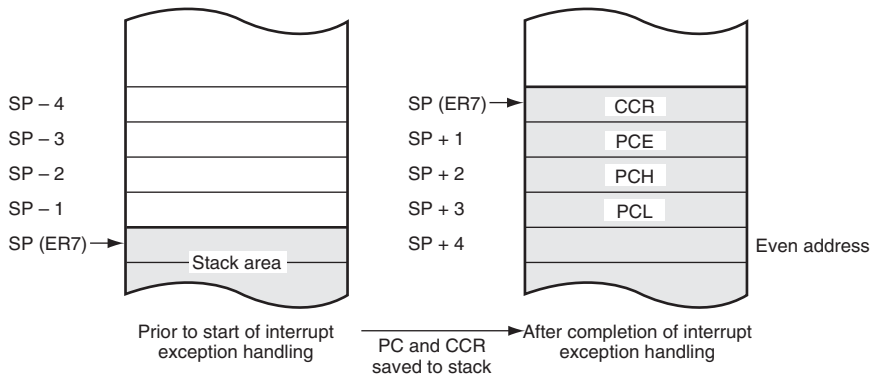 SP – 4
SP – 3
SP – 2
SP – 1
SP (ER7)
Stack area
SP (ER7)
SP + 1
SP + 2
SP + 3
SP + 4
CCR
PCE
PCH
PCL
Even address
Prior to start of interrupt
exception handling
PC and CCR
saved to stack
After completion of interrupt
exception handling